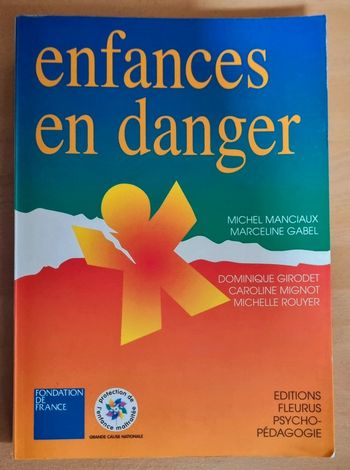 enfances
en danger
MICHEL MANCIAUX
MARCELINE GABEL
DOMINIQUE GIRODET
CAROLINE MIGNOT
MICHELLE ROUYER
FONDATION
DE
FRANCE
protection de
l'enfance maltraitée
GRANDE CAUSE NATIONALE
EDITIONS
FLEURUS
PSYCHO-
PÉDAGOGIE